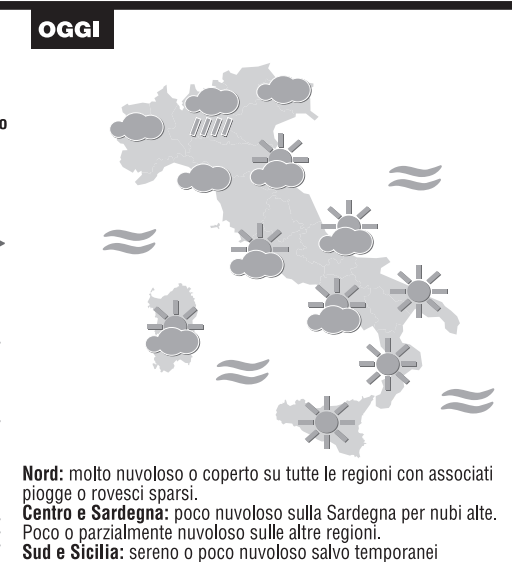 OGGI
o
Nord: molto nuvoloso o coperto su tutte le regioni con associati
piogge o rovesci sparsi.
Centro e Sardegna: poco nuvoloso sulla Sardegna per nubi alte.
Poco o parzialmente nuvoloso sulle altre regioni.
Sud e Sicilia: sereno o poco nuvoloso salvo temporanei